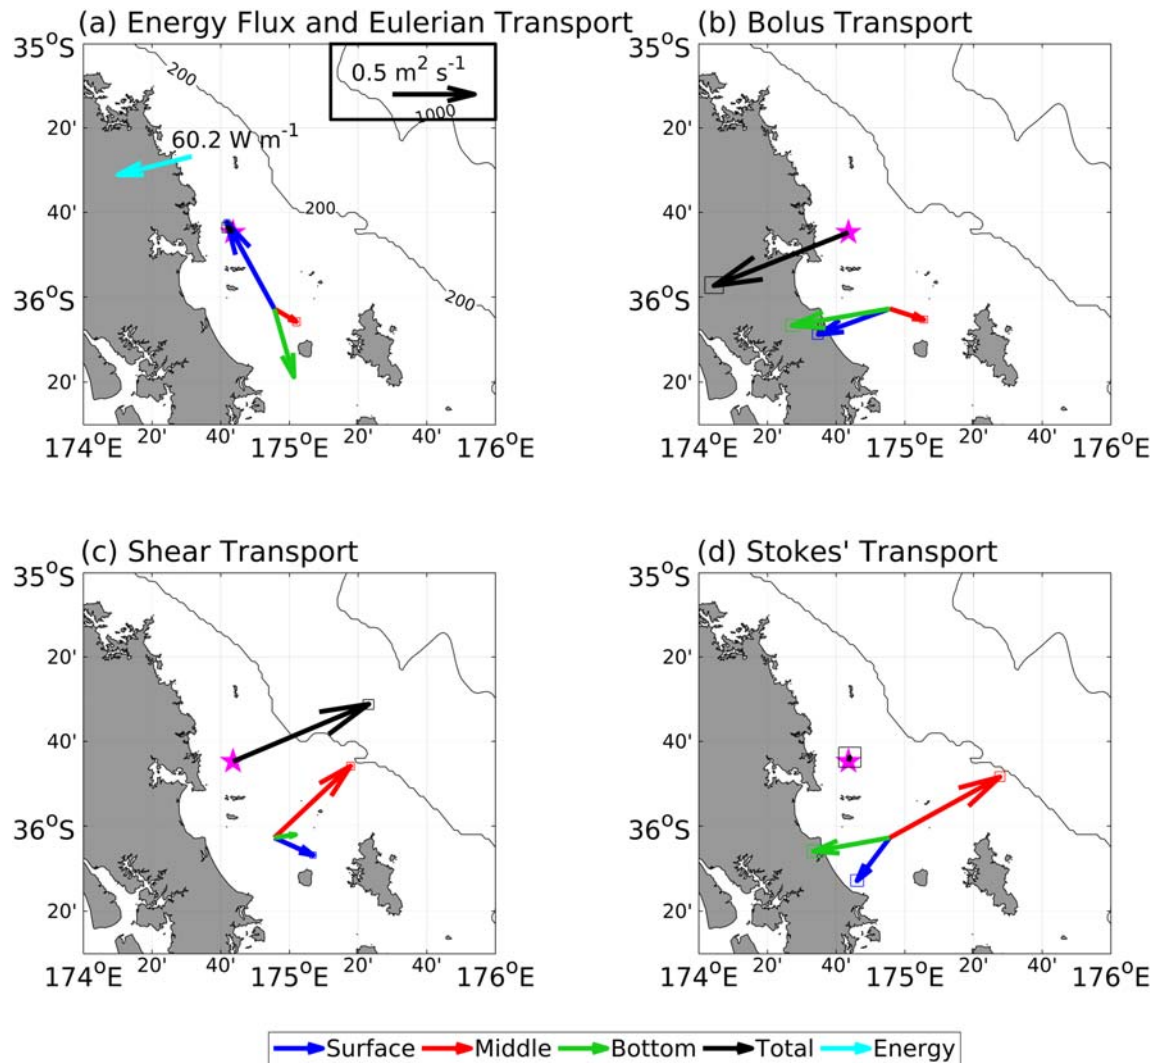 (a) Energy Flux and Eulerian Transport
(b) Bolus Transport
35°S
20'
40'
36°S
20'
174°E
20'
40'
175°E
20'
40'
176°E
200
0.5 m² s⁻¹
1000
60.2 W m⁻¹
200
200
35°S
20'
40'
36°S
20'
174°E
20'
40'
175°E
20'
40'
176°E
(c) Shear Transport
(d) Stokes' Transport
35°S
20'
40'
36°S
20'
174°E
20'
40'
175°E
20'
40'
176°E
35°S
20'
40'
36°S
20'
174°E
20'
40'
175°E
20'
40'
176°E
Surface Middle Bottom Total Energy